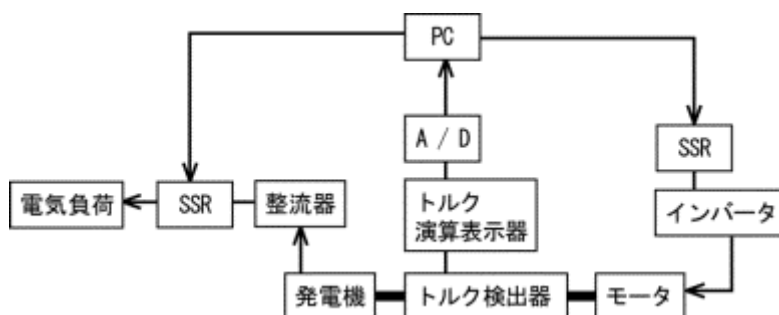 PC
A / D
SSR
電気負荷
SSR
整流器
トルク
演算表示器
インバータ
発電機
トルク検出器
モータ